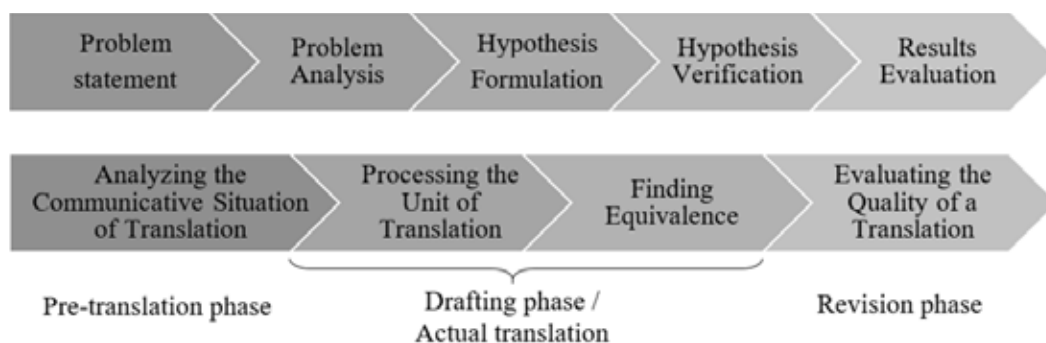 Problem
statement
Problem
Analysis
Hypothesis
Formulation
Hypothesis
Verification
Results
Evaluation
Analyzing the
Communicative Situation
of Translation
Processing the
Unit of
Translation
Finding
Equivalence
Evaluating the
Quality of a
Translation
Pre-translation phase
Drafting phase /
Actual translation
Revision phase